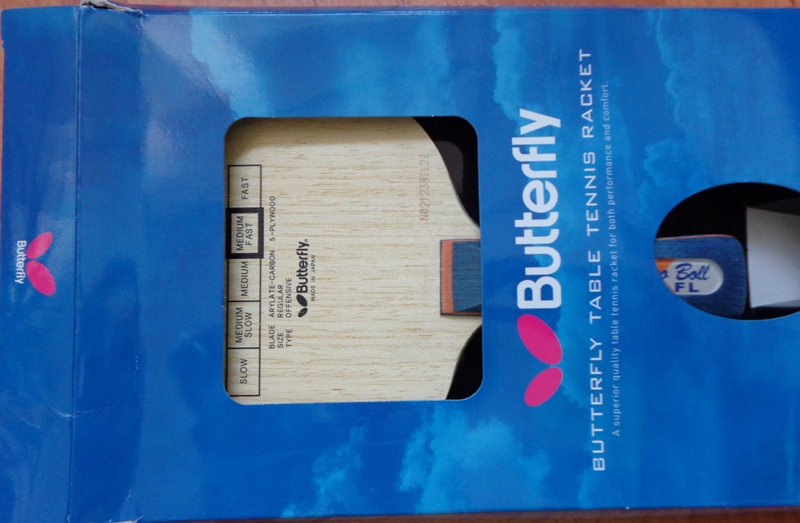 Butterfly
SLOW
MEDIUM SLOW
MEDIUM
MEDIUM FAST
FAST
BLADE ARYLATE-CARBON 5-PLYWOOD
SIZE REGULAR
TYPE OFFENSIVE
Butterfly
MADE IN JAPAN
Butterfly
BUTTERFLY TABLE TENNIS RACKET
A superior quality table tennis racket for both performance and comfort.
Boll
FL